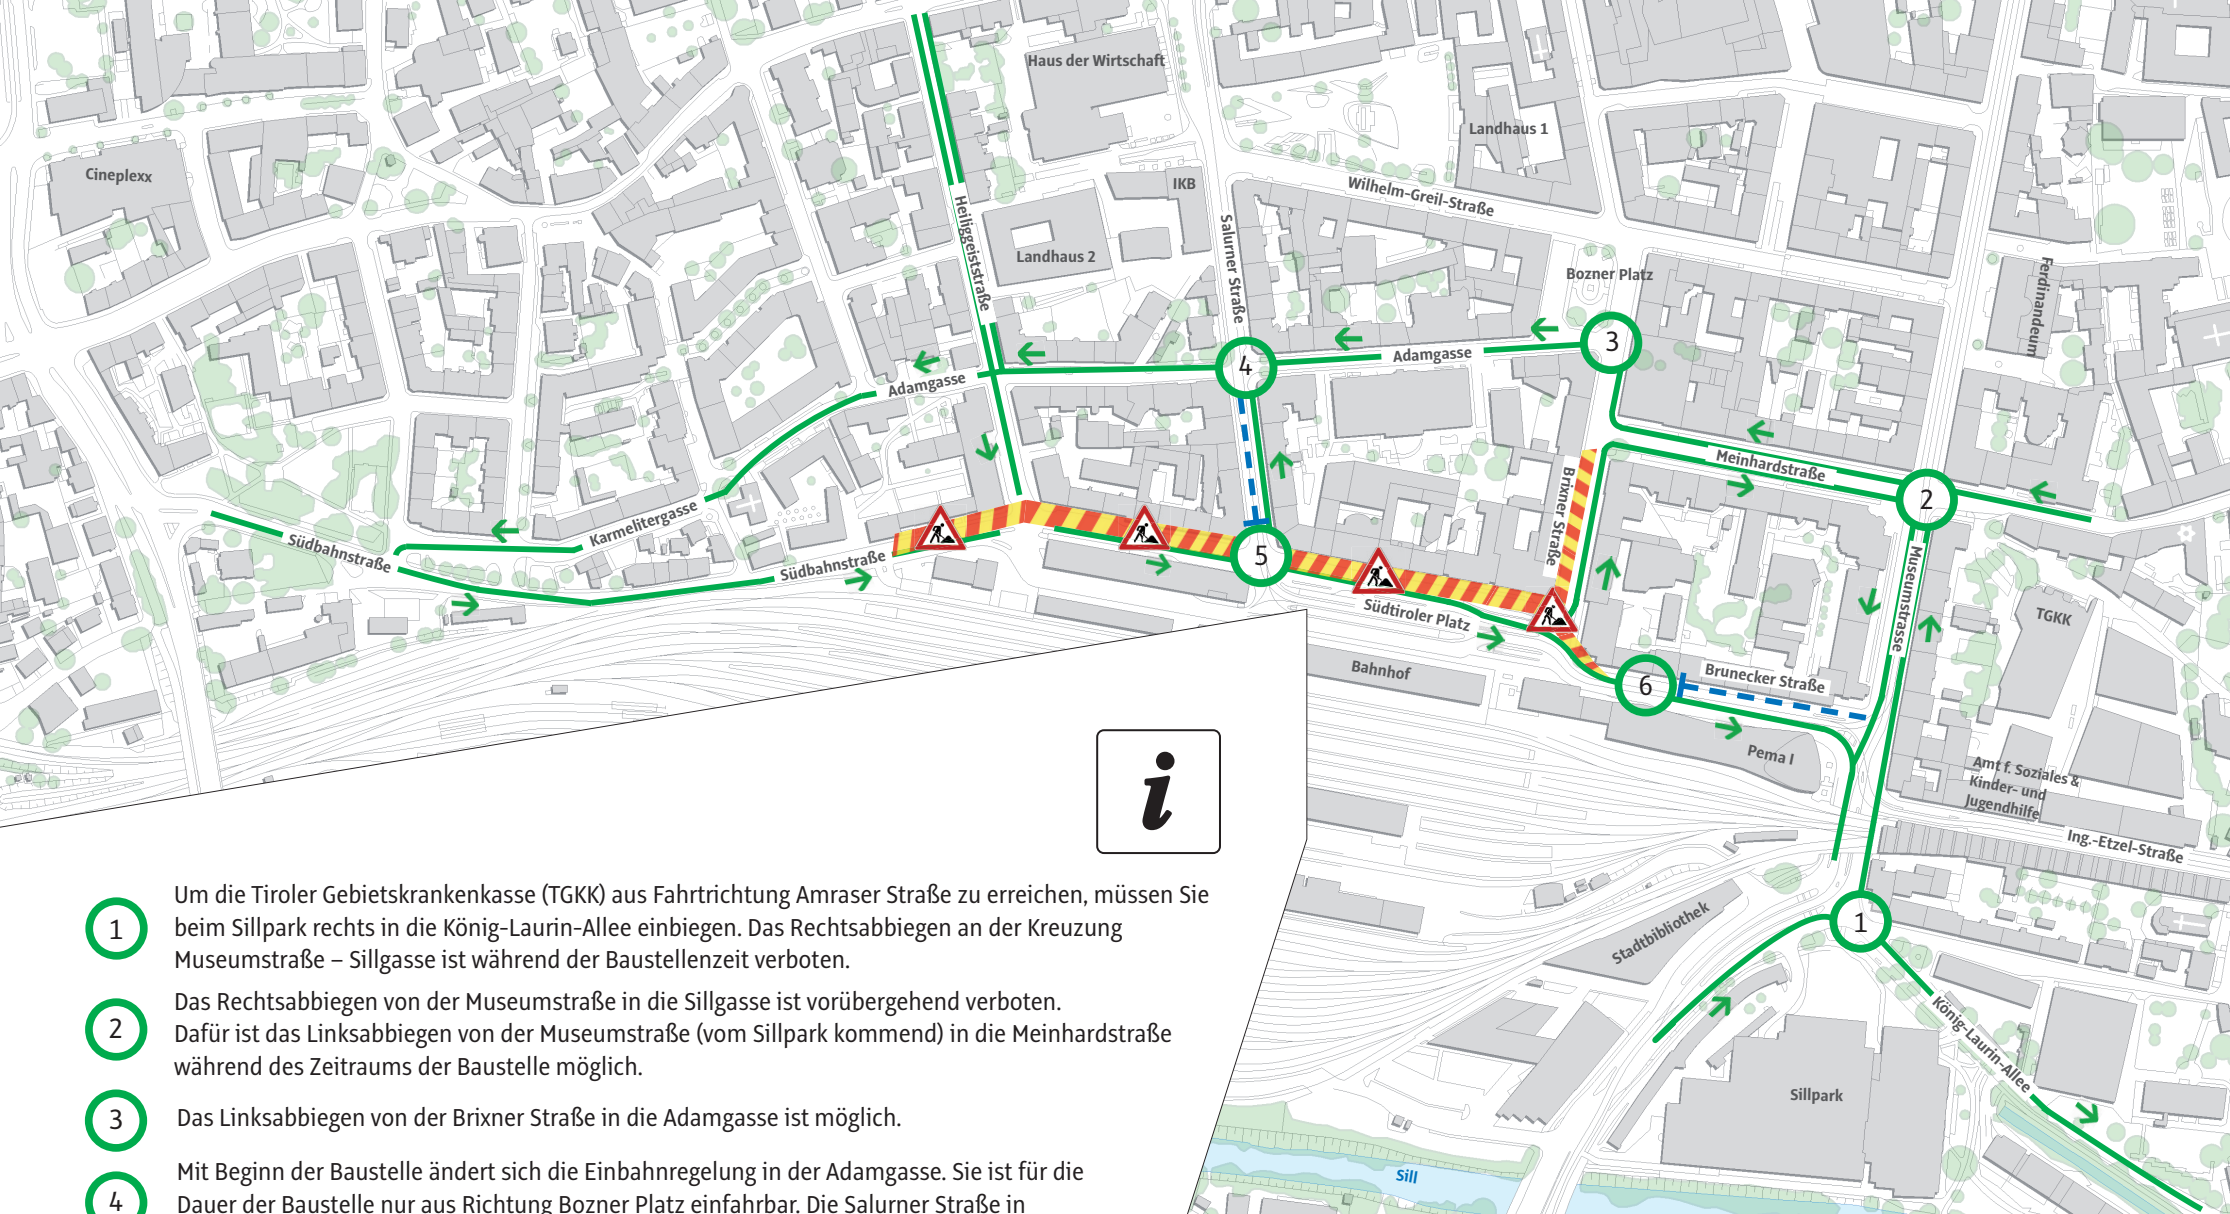 Haus der Wirtschaft
Landhaus 1
Cineplexx
IKB
Wilhelm-Greil-Straße
Heiliggeiststraße
Salurner Straße
Landhaus 2
Bozner Platz
Ferdinandeum
3
4
Adamgasse
Adamgasse
Meinhardstraße
2
Brixner Straße
Karmelitergasse
Südbahnstraße
Südbahnstraße
5
Museumstrasse
Südtiroler Platz
TGKK
Bahnhof
6
Brunecker Straße
Pema I
Amt f. Soziales &
Kinder- und
Jugendhilfe
Ing.-Etzel-Straße
Stadtbibliothek
1
König-Laurin-Allee
Sillpark
Sill
i
1
Um die Tiroler Gebietskrankenkasse (TGKK) aus Fahrtrichtung Amraser Straße zu erreichen, müssen Sie
beim Sillpark rechts in die König-Laurin-Allee einbiegen. Das Rechtsabbiegen an der Kreuzung
Museumstraße – Sillgasse ist während der Baustellenzeit verboten.
2
Das Rechtsabbiegen von der Museumstraße in die Sillgasse ist vorübergehend verboten.
Dafür ist das Linksabbiegen von der Museumstraße (vom Sillpark kommend) in die Meinhardstraße
während des Zeitraums der Baustelle möglich.
3
Das Linksabbiegen von der Brixner Straße in die Adamgasse ist möglich.
4
Mit Beginn der Baustelle ändert sich die Einbahnregelung in der Adamgasse. Sie ist für die
Dauer der Baustelle nur aus Richtung Bozner Platz einfahrbar. Die Salurner Straße in